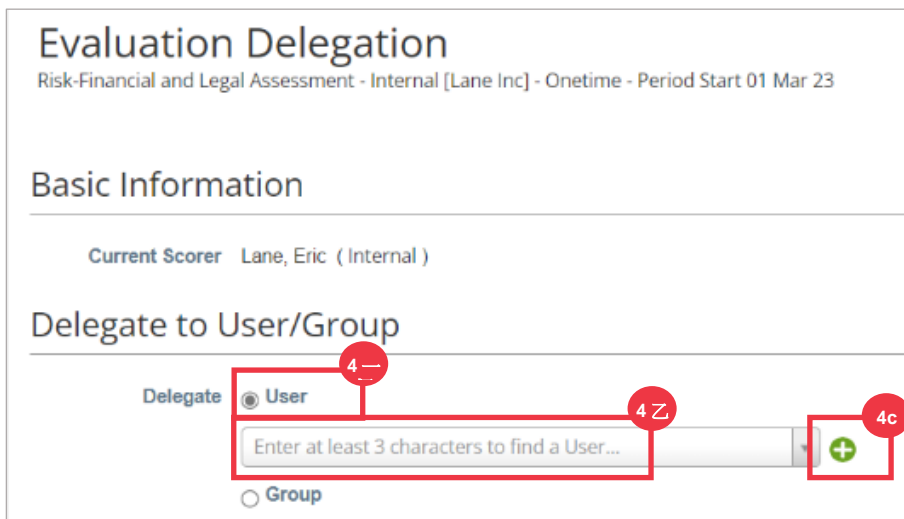 Evaluation Delegation
Risk-Financial and Legal Assessment - Internal [Lane Inc] - Onetime - Period Start 01 Mar 23
Basic Information
Current Scorer Lane, Eric ( Internal )
Delegate to User/Group
4一
Delegate User
4乙
4c
Enter at least 3 characters to find a User...
Group